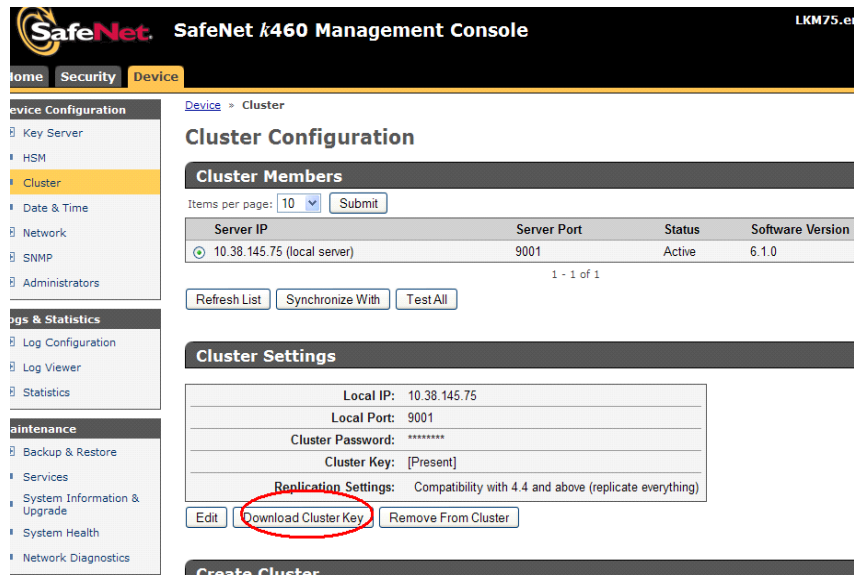 SafeNet. SafeNet k460 Management Console
LKM75.en
Home Security Device
Device Configuration
Key Server
HSM
Cluster
Date & Time
Network
SNMP
Administrators
Logs & Statistics
Log Configuration
Log Viewer
Statistics
Maintenance
Backup & Restore
Services
System Information &
Upgrade
System Health
Network Diagnostics
Device » Cluster
Cluster Configuration
Cluster Members
Items per page: 10 Submit
Server IP Server Port Status Software Version
10.38.145.75 (local server) 9001 Active 6.1.0
1 - 1 of 1
Refresh List Synchronize With Test All
Cluster Settings
Local IP: 10.38.145.75
Local Port: 9001
Cluster Password: ********
Cluster Key: [Present]
Replication Settings: Compatibility with 4.4 and above (replicate everything)
Edit Download Cluster Key Remove From Cluster
Create Cluster